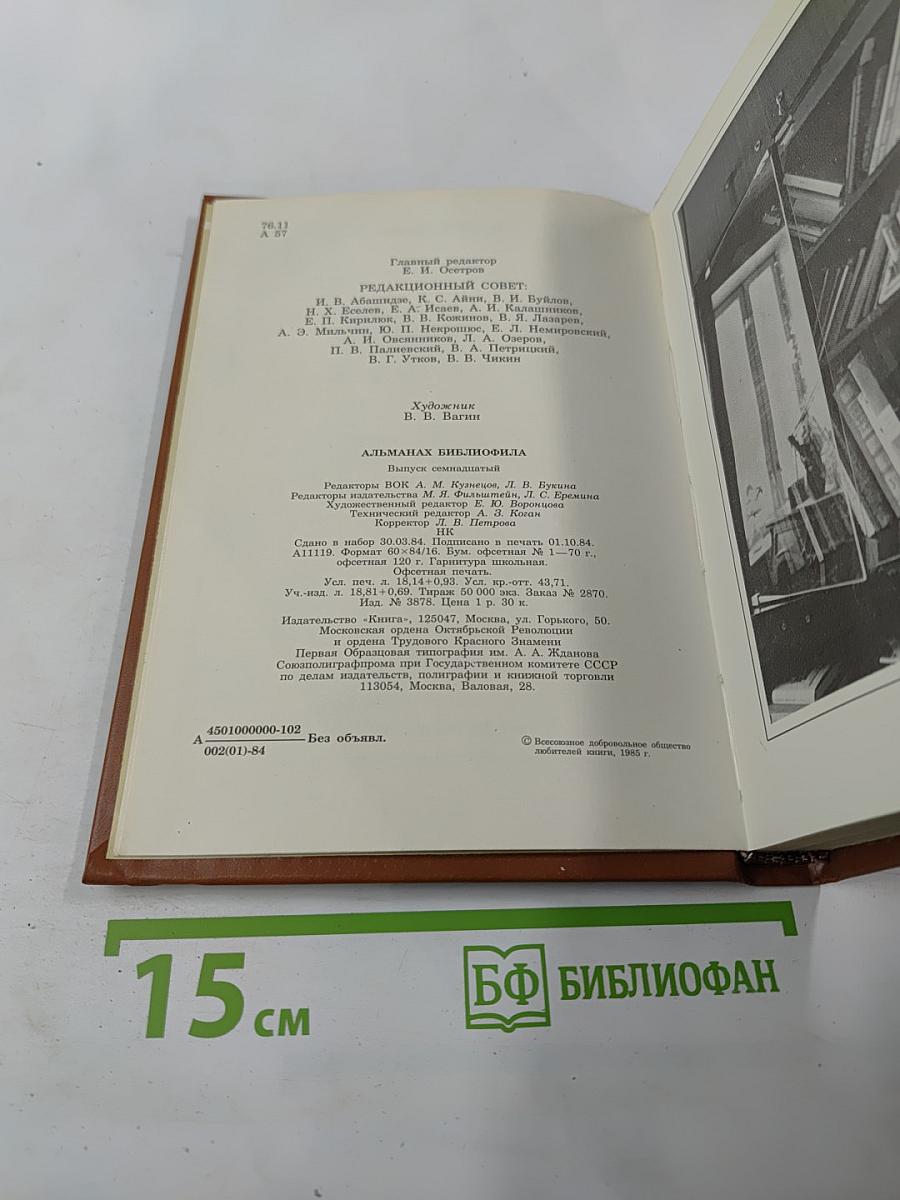 76.11
А 57
Главный редактор
Е. И. Осетров
РЕДАКЦИОННЫЙ СОВЕТ:
И. В. Абашидзе, К. С. Айни, В. И. Буйлов,
Н. Х. Еселев, Е. А. Исаев, А. И. Калашников,
Е. П. Кирилюк, В. В. Кожинов, В. Я. Лазарев,
А. Э. Мильчин, Ю. П. Некрошюс, Е. Л. Немировский,
А. И. Овсянников, Л. А. Озеров,
П. В. Палиевский, В. А. Петрицкий,
В. Г. Утков, В. В. Чикин
Художник
В. В. Вагин
АЛЬМАНАХ БИБЛИОФИЛА
Выпуск семнадцатый
Редакторы ВОК А. М. Кузнецов, Л. В. Букина
Редакторы издательства М. Я. Фильштейн, Л. С. Еремина
Художественный редактор Е. Ю. Воронцова
Технический редактор А. З. Коган
Корректор Л. В. Петрова
НК
Сдано в набор 30.03.84. Подписано в печать 01.10.84.
А11119. Формат 60×84/16. Бум. офсетная № 1—70 г.,
офсетная 120 г. Гарнитура школьная.
Офсетная печать.
Усл. печ. л. 18,14+0,93. Усл. кр.-отт. 43,71.
Уч.-изд. л. 18,81+0,69. Тираж 50 000 экз. Заказ № 2870.
Изд. № 3878. Цена 1 р. 30 к.
Издательство «Книга», 125047, Москва, ул. Горького, 50.
Московская ордена Октябрьской Революции
и ордена Трудового Красного Знамени
Первая Образцовая типография им. А. А. Жданова
Союзполиграфпрома при Государственном комитете СССР
по делам издательств, полиграфии и книжной торговли
113054, Москва, Валовая, 28.
4501000000-102
А Без объявл.
002(01)-84
© Всесоюзное добровольное общество
любителей книги, 1985 г.
15 см
БФ БИБЛИОФАН